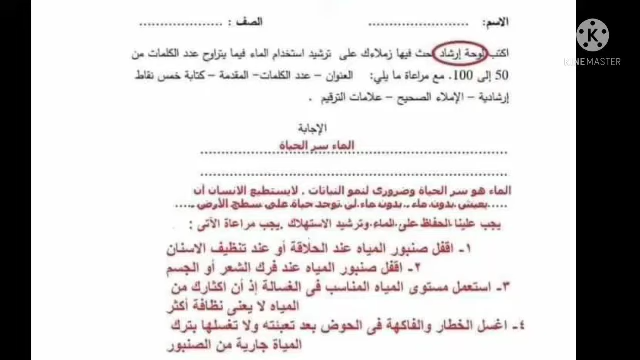 الاسم: ........................ الصف : ........................
KINEMASTER
اكتب لوحة إرشاد تحث فيها زملاءك على ترشيد استخدام الماء فيما يتراوح عدد الكلمات من
50 إلى 100. مع مراعاة ما يلي: العنوان – عدد الكلمات– المقدمة – كتابة خمس نقاط
إرشادية – الإملاء الصحيح – علامات الترقيم .
الإجابة
الماء سر الحياة
الماء هو سر الحياة وضرورى لنمو النباتات . لايستطيع الانسان أن
يعيش بدون ماء .. بدون ماء لن توجد حياة على سطح الأرض
يجب علينا الحفاظ على الماء وترشيد الاستهلاك . يجب مراعاة الآتى :
١- اقفل صنبور المياه عند الحلاقة أو عند تنظيف الاسنان
٢- اقفل صنبور المياه عند فرك الشعر أو الجسم
٣- استعمل مستوى المياه المناسب فى الغسالة إذ أن اكثارك من
المياه لا يعنى نظافة أكثر
٤- اغسل الخطار والفاكهة فى الحوض بعد تعبئته ولا تغسلها بترك
المياة جارية من الصنبور